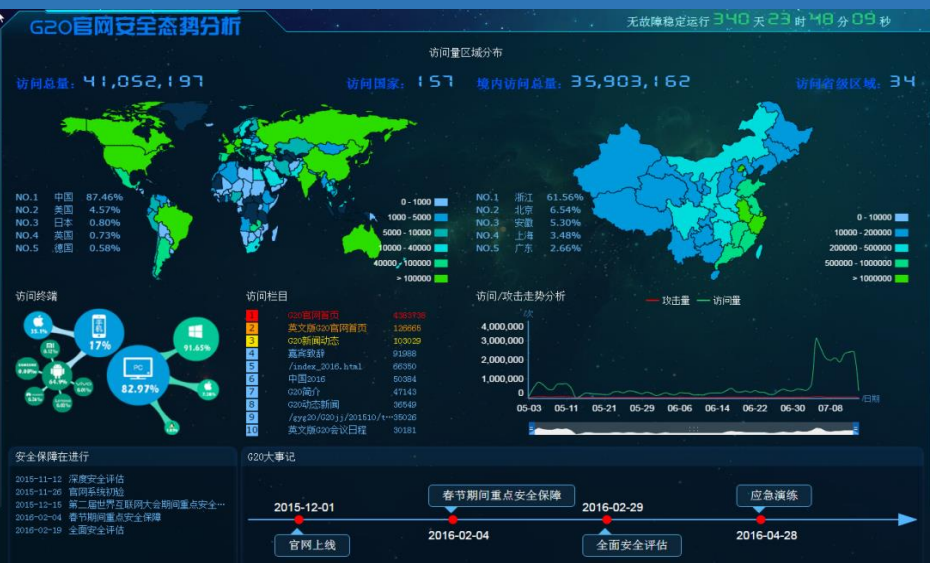 G20官网安全态势分析
无故障稳定运行 340 天 23 时 48 分 09 秒
访问量区域分布
访问总量: 41,052,197
访问国家: 157
境内访问总量: 35,903,162
访问省级区域: 34
NO.1 中国 87.46%
NO.2 美国 4.57%
NO.3 日本 0.80%
NO.4 英国 0.73%
NO.5 德国 0.58%
0 - 1000
1000 - 5000
5000 - 10000
10000 - 40000
40000 - 100000
> 100000
NO.1 浙江 61.56%
NO.2 北京 6.54%
NO.3 安徽 5.30%
NO.4 上海 3.48%
NO.5 广东 2.66%
0 - 10000
10000 - 200000
200000 - 500000
500000 - 1000000
> 1000000
访问终端
手机
17%
PC
82.97%
91.65%
64.9%
访问栏目
1 G20官网首页 4383738
2 英文版G20官网首页 126665
3 G20新闻动态 103029
4 嘉宾致辞 91988
5 /index_2016.html 66350
6 中国2016 50384
7 G20简介 47143
8 G20动态新闻 36549
9 /gyg20/G20jj/201510/t…35026
10 英文版G20会议日程 30181
访问/攻击走势分析
攻击量 访问量
/次
4,000,000
3,000,000
2,000,000
1,000,000
0
05-03 05-11 05-21 05-29 06-06 06-14 06-22 06-30 07-08
/日期
安全保障在进行
2015-11-12 深度安全评估
2015-11-26 官网系统初验
2015-12-15 第二届世界互联网大会期间重点安全…
2016-02-04 春节期间重点安全保障
2016-02-19 全面安全评估
G20大事记
2015-12-01
官网上线
春节期间重点安全保障
2016-02-04
2016-02-29
全面安全评估
应急演练
2016-04-28